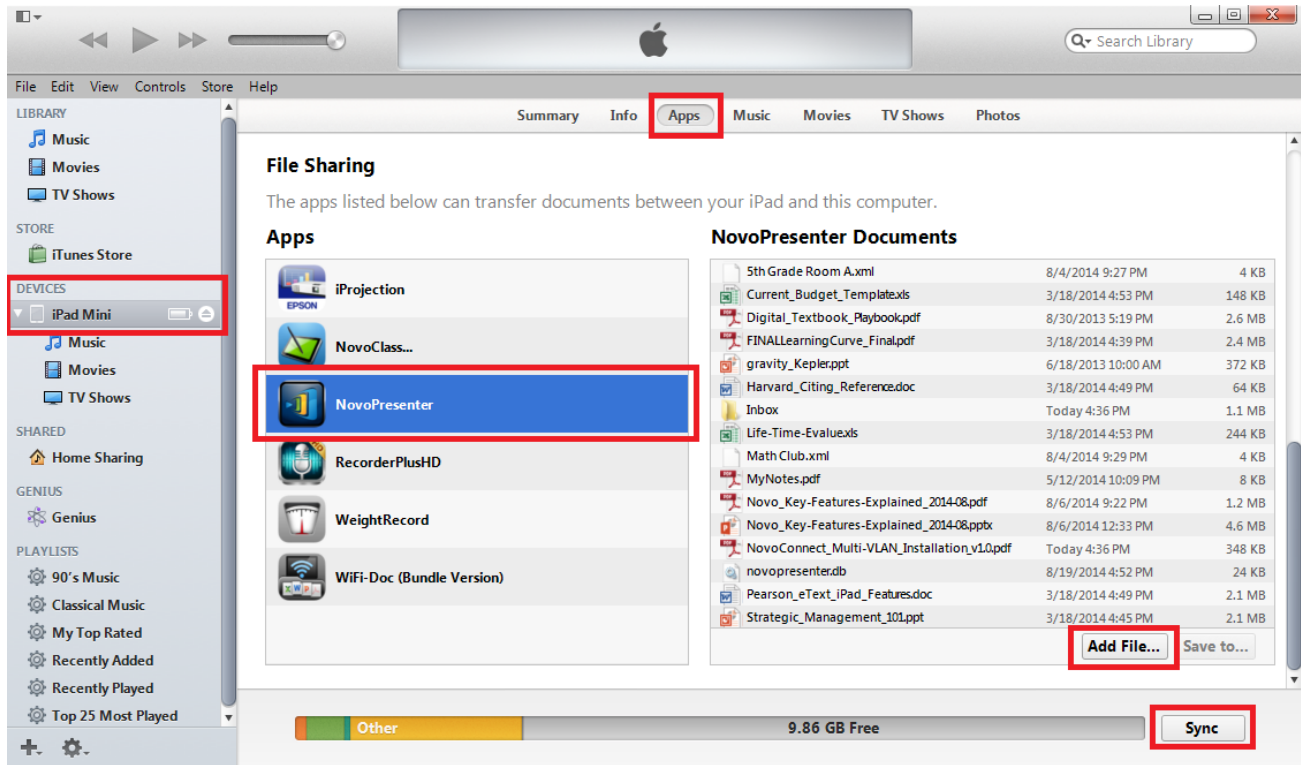 Search Library
File Edit View Controls Store Help
LIBRARY
Music
Movies
TV Shows
STORE
iTunes Store
DEVICES
iPad Mini
Music
Movies
TV Shows
SHARED
Home Sharing
GENIUS
Genius
PLAYLISTS
90's Music
Classical Music
My Top Rated
Recently Added
Recently Played
Top 25 Most Played
Summary Info Apps Music Movies TV Shows Photos
File Sharing
The apps listed below can transfer documents between your iPad and this computer.
Apps
EPSON
iProjection
NovoClass...
NovoPresenter
RecorderPlusHD
WeightRecord
WiFi-Doc (Bundle Version)
NovoPresenter Documents
5th Grade Room A.xml 8/4/2014 9:27 PM 4 KB
Current_Budget_Template.xls 3/18/2014 4:53 PM 148 KB
Digital_Textbook_Playbook.pdf 8/30/2013 5:19 PM 2.6 MB
FINALLearningCurve_Final.pdf 3/18/2014 4:39 PM 2.4 MB
gravity_Kepler.ppt 6/18/2013 10:00 AM 372 KB
Harvard_Citing_Reference.doc 3/18/2014 4:49 PM 64 KB
Inbox Today 4:36 PM 1.1 MB
Life-Time-Evalue.xls 3/18/2014 4:53 PM 244 KB
Math Club.xml 8/4/2014 9:29 PM 4 KB
MyNotes.pdf 5/12/2014 10:09 PM 8 KB
Novo_Key-Features-Explained_2014-08.pdf 8/6/2014 9:22 PM 1.2 MB
Novo_Key-Features-Explained_2014-08.pptx 8/6/2014 12:33 PM 4.6 MB
NovoConnect_Multi-VLAN_Installation_v1.0.pdf Today 4:36 PM 348 KB
novopresenter.db 8/19/2014 4:52 PM 24 KB
Pearson_eText_iPad_Features.doc 3/18/2014 4:49 PM 2.1 MB
Strategic_Management_101.ppt 3/18/2014 4:45 PM 2.1 MB
Add File... Save to...
Other 9.86 GB Free Sync